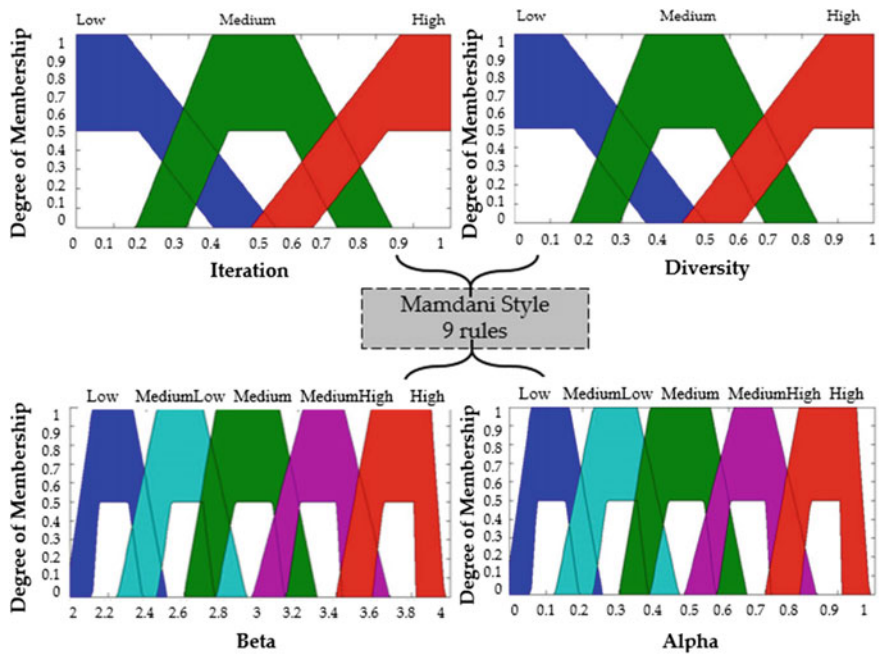 Low Medium High
Low Medium High
Degree of Membership
1
0.9
0.8
0.7
0.6
0.5
0.4
0.3
0.2
0.1
0
0 0.1 0.2 0.3 0.4 0.5 0.6 0.7 0.8 0.9 1
Iteration
Degree of Membership
1
0.9
0.8
0.7
0.6
0.5
0.4
0.3
0.2
0.1
0
0 0.1 0.2 0.3 0.4 0.5 0.6 0.7 0.8 0.9 1
Diversity
Mamdani Style
9 rules
Low MediumLow Medium MediumHigh High
Low MediumLow Medium MediumHigh High
Degree of Membership
1
0.9
0.8
0.7
0.6
0.5
0.4
0.3
0.2
0.1
0
2 2.2 2.4 2.6 2.8 3 3.2 3.4 3.6 3.8 4
Beta
Degree of Membership
1
0.9
0.8
0.7
0.6
0.5
0.4
0.3
0.2
0.1
0
0 0.1 0.2 0.3 0.4 0.5 0.6 0.7 0.8 0.9 1
Alpha